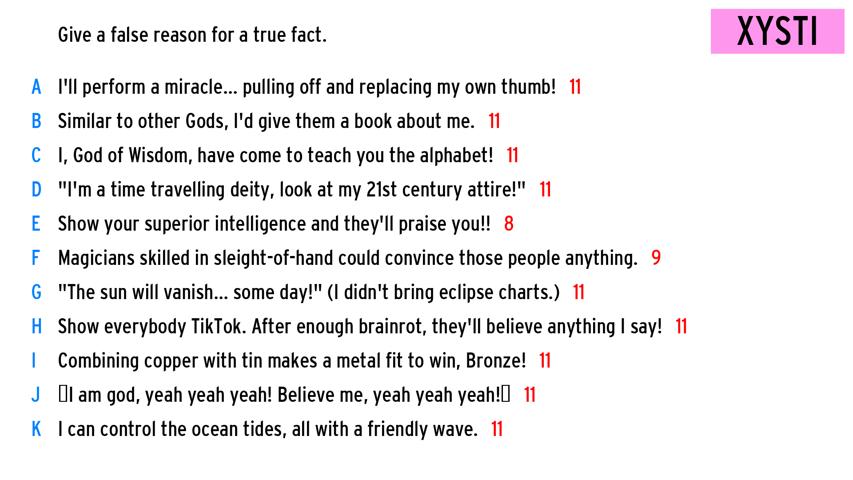 Give a false reason for a true fact.
XYSTI
A I'll perform a miracle... pulling off and replacing my own thumb! 11
B Similar to other Gods, I'd give them a book about me. 11
C I, God of Wisdom, have come to teach you the alphabet! 11
D "I'm a time travelling deity, look at my 21st century attire!" 11
E Show your superior intelligence and they'll praise you!! 8
F Magicians skilled in sleight-of-hand could convince those people anything. 9
G "The sun will vanish... some day!" (I didn't bring eclipse charts.) 11
H Show everybody TikTok. After enough brainrot, they'll believe anything I say! 11
I Combining copper with tin makes a metal fit to win, Bronze! 11
J ▯I am god, yeah yeah yeah! Believe me, yeah yeah yeah!▯ 11
K I can control the ocean tides, all with a friendly wave. 11